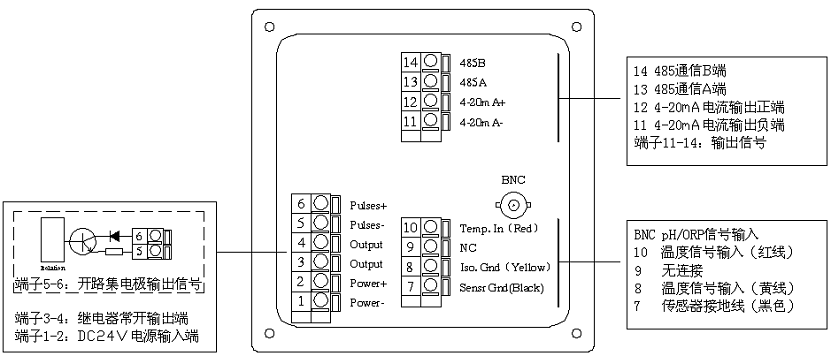 14 485B
13 485A
12 4-20mA+
11 4-20mA-
BNC
6 Pulses+
5 Pulses-
4 Output
3 Output
2 Power+
1 Power-
10 Temp. In (Red)
9 NC
8 Iso. Gnd (Yellow)
7 Sensr Gnd(Black)
14 485通信B端
13 485通信A端
12 4-20mA电流输出正端
11 4-20mA电流输出负端
端子11-14：输出信号
BNC pH/ORP信号输入
10 温度信号输入（红线）
9 无连接
8 温度信号输入（黄线）
7 传感器接地线（黑色）
6
5
Isolation
端子5-6：开路集电极输出信号
端子3-4：继电器常开输出端
端子1-2：DC24V电源输入端